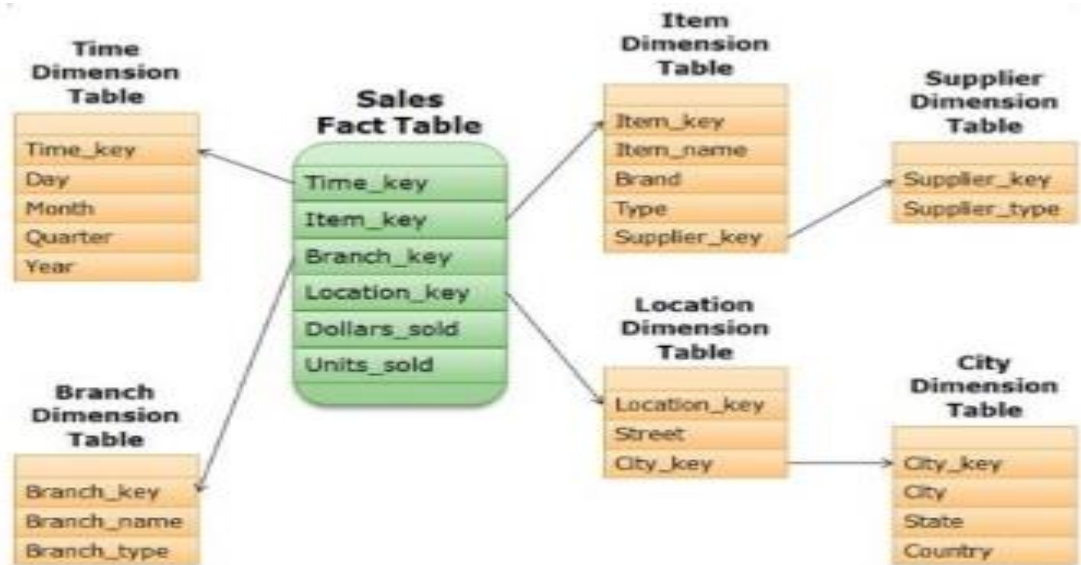 Time
Dimension
Table
Time_key
Day
Month
Quarter
Year
Sales
Fact Table
Time_key
Item_key
Branch_key
Location_key
Dollars_sold
Units_sold
Item
Dimension
Table
Item_key
Item_name
Brand
Type
Supplier_key
Supplier
Dimension
Table
Supplier_key
Supplier_type
Branch
Dimension
Table
Branch_key
Branch_name
Branch_type
Location
Dimension
Table
Location_key
Street
City_key
City
Dimension
Table
City_key
City
State
Country